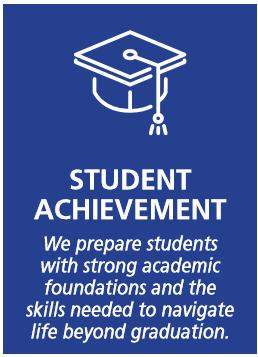 STUDENT
ACHIEVEMENT
We prepare students
with strong academic
foundations and the
skills needed to navigate
life beyond graduation.